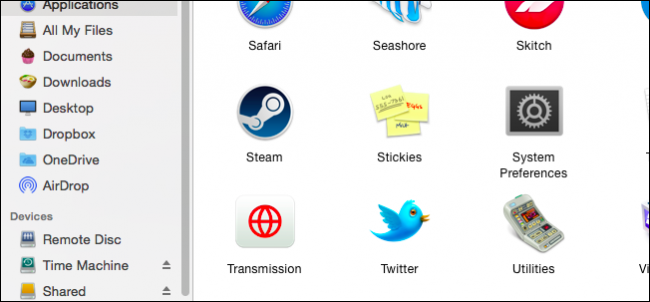 Applications
All My Files
Documents
Downloads
Desktop
Dropbox
OneDrive
AirDrop
Devices
Remote Disc
Time Machine
Shared
Safari Seashore Skitch
Steam Stickies System
Preferences
Transmission Twitter Utilities